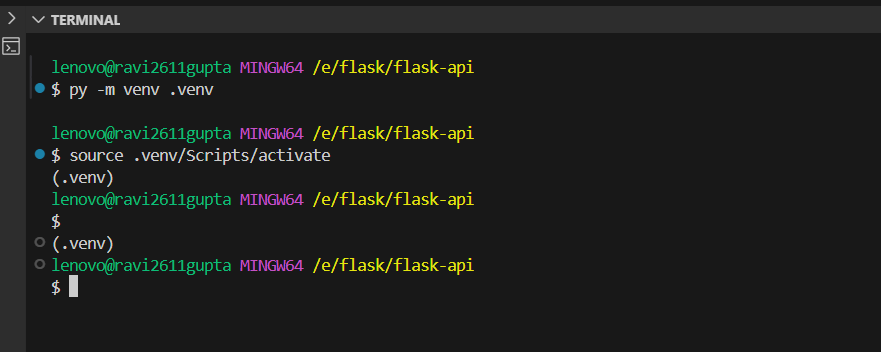 TERMINAL
lenovo@ravi2611gupta MINGW64 /e/flask/flask-api
$ py -m venv .venv
lenovo@ravi2611gupta MINGW64 /e/flask/flask-api
$ source .venv/Scripts/activate
(.venv)
lenovo@ravi2611gupta MINGW64 /e/flask/flask-api
$
(.venv)
lenovo@ravi2611gupta MINGW64 /e/flask/flask-api
$